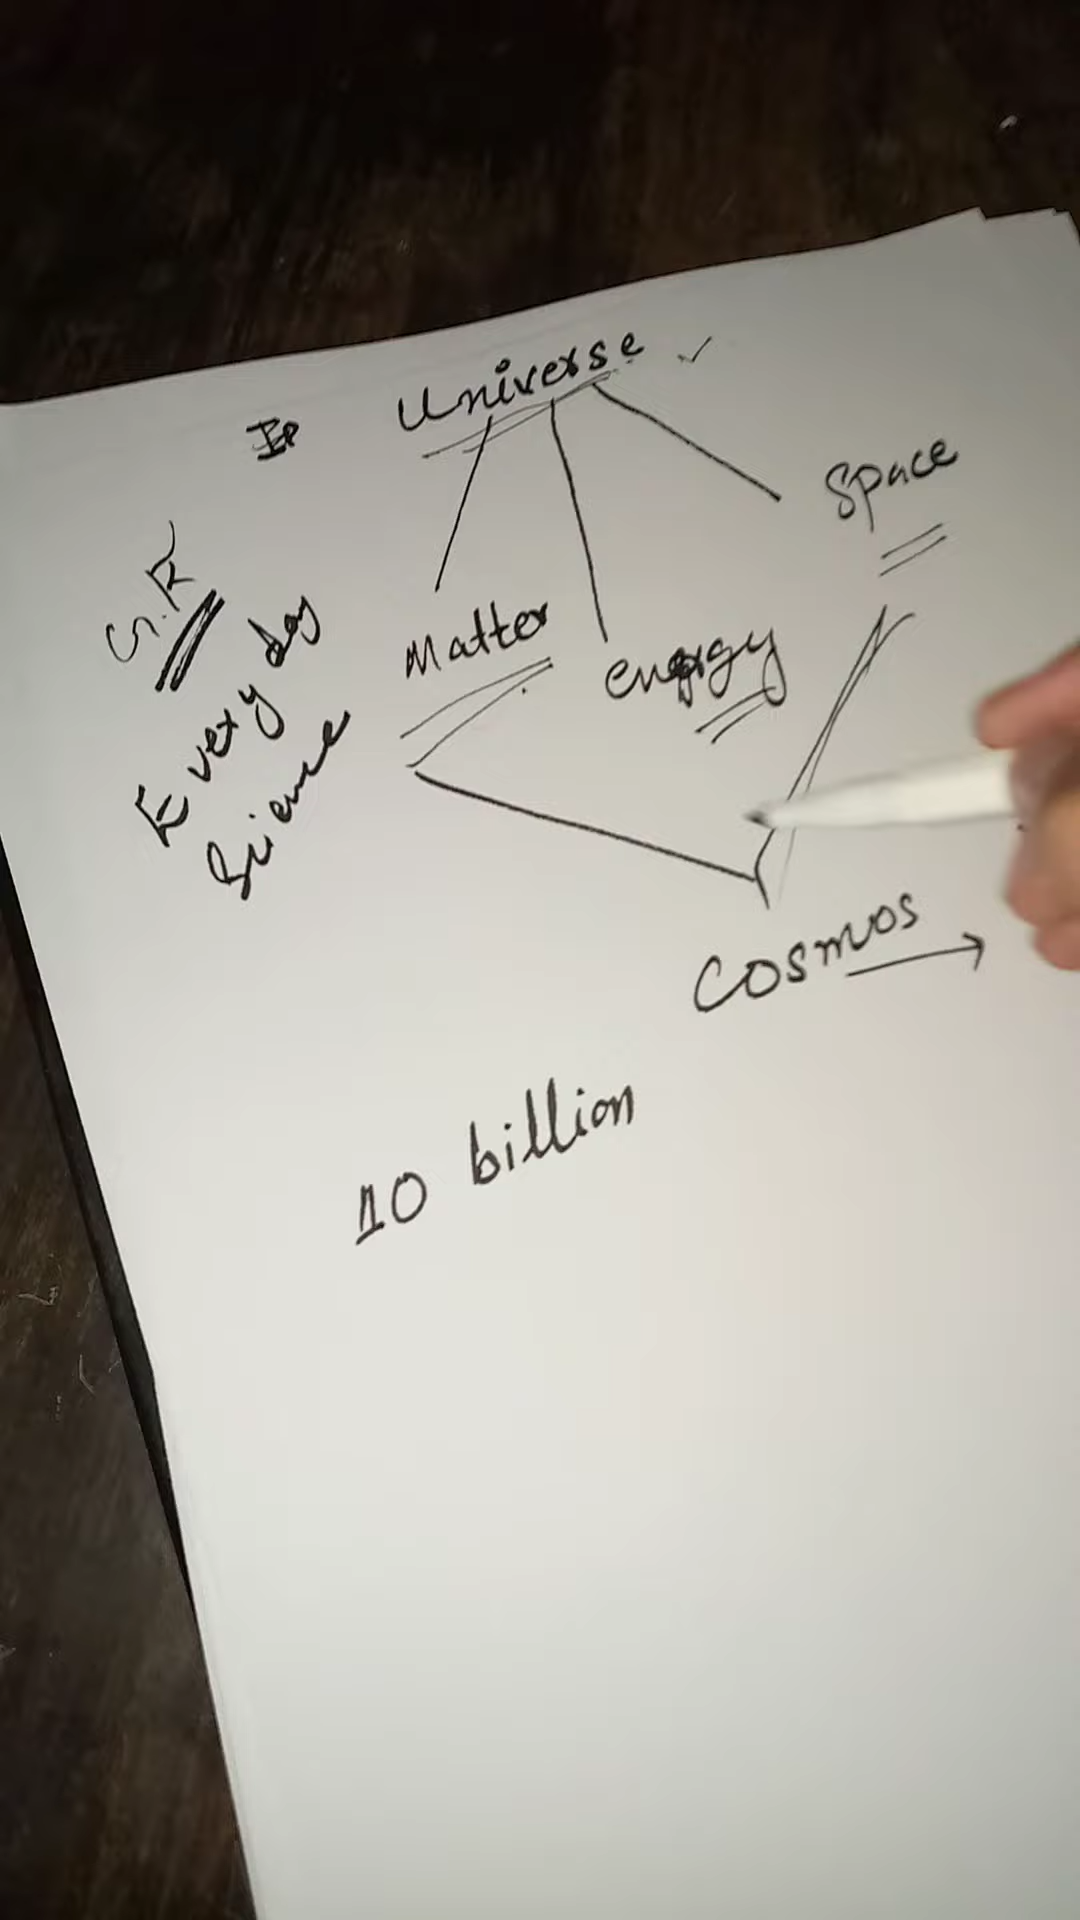 Universe
Space
Matter
energy
G.K
Every day
Science
Cosmos
10 billion